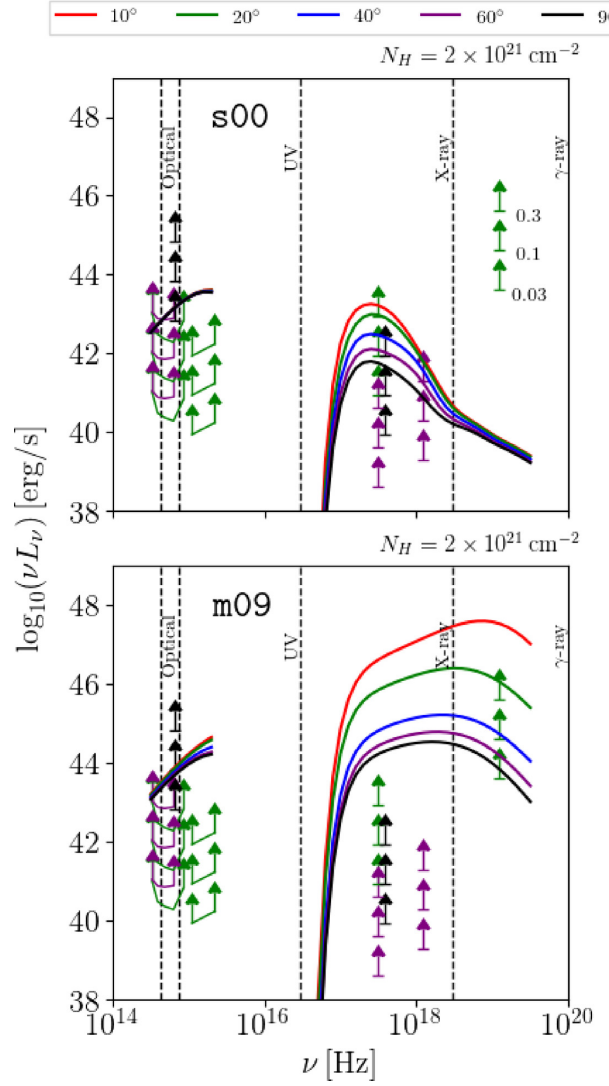 10° 20° 40° 60° 90
N_H = 2 × 10^21 cm^−2
s00
Optical
UV
X-ray
γ-ray
48
46
44
42
40
38
0.3
0.1
0.03
log_10(νL_ν) [erg/s]
N_H = 2 × 10^21 cm^−2
m09
Optical
UV
X-ray
γ-ray
48
46
44
42
40
38
10^14 10^16 10^18 10^20
ν [Hz]